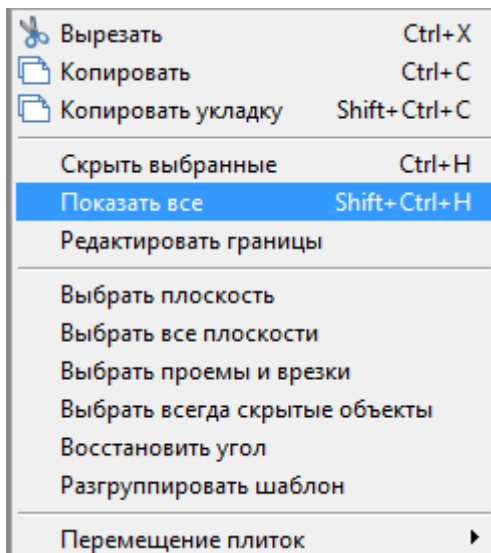 Вырезать Ctrl+X
Копировать Ctrl+C
Копировать укладку Shift+Ctrl+C
Скрыть выбранные Ctrl+H
Показать все Shift+Ctrl+H
Редактировать границы
Выбрать плоскость
Выбрать все плоскости
Выбрать проемы и врезки
Выбрать всегда скрытые объекты
Восстановить угол
Разгруппировать шаблон
Перемещение плиток